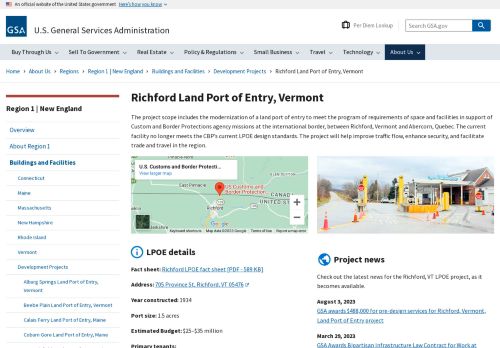 An official website of the United States government Here's how you know
GSA U.S. General Services Administration
Per Diem Lookup
Search GSA.gov
Buy Through Us Sell To Government Real Estate Policy & Regulations Small Business Travel Technology About Us
Home > About Us > Regions > Region 1 | New England > Buildings and Facilities > Development Projects > Richford Land Port of Entry, Vermont
Region 1 | New England
Overview
About Region 1
Buildings and Facilities
Connecticut
Maine
Massachusetts
New Hampshire
Rhode Island
Vermont
Development Projects
Alburg Springs Land Port of Entry, Vermont
Beebe Plain Land Port of Entry, Vermont
Calais Ferry Land Port of Entry, Maine
Coburn Gore Land Port of Entry, Maine
Richford Land Port of Entry, Vermont
The project scope includes the modernization of a land port of entry to meet the program of requirements of space and facilities in support of
Custom and Border Protections agency missions at the international border, between Richford, Vermont and Abercorn, Quebec. The current
facility no longer meets the CBP's current LPOE design standards. The project will help improve traffic flow, enhance security, and facilitate
trade and travel in the region.
U.S. Customs and Border Protecti...
View larger map
East Pinnacle
GLEN SUTTON
US Customs and
Border Protection
CANADA
UNITED STATES
Richford
Google
Keyboard shortcuts Map data ©2023 Google Terms of Use Report a map error
LPOE details
Fact sheet: Richford LPOE fact sheet [PDF - 589 KB]
Address: 705 Province St, Richford, VT 05476
Year constructed: 1934
Port size: 1.5 acres
Estimated Budget: $25–$35 million
Primary tenants:
Project news
Check out the latest news for the Richford, VT LPOE project, as it
becomes available.
August 3, 2023
GSA awards $488,000 for pre-design services for Richford, Vermont,
Land Port of Entry project
March 29, 2023
GSA Awards Bipartisan Infrastructure Law Contract for Work at